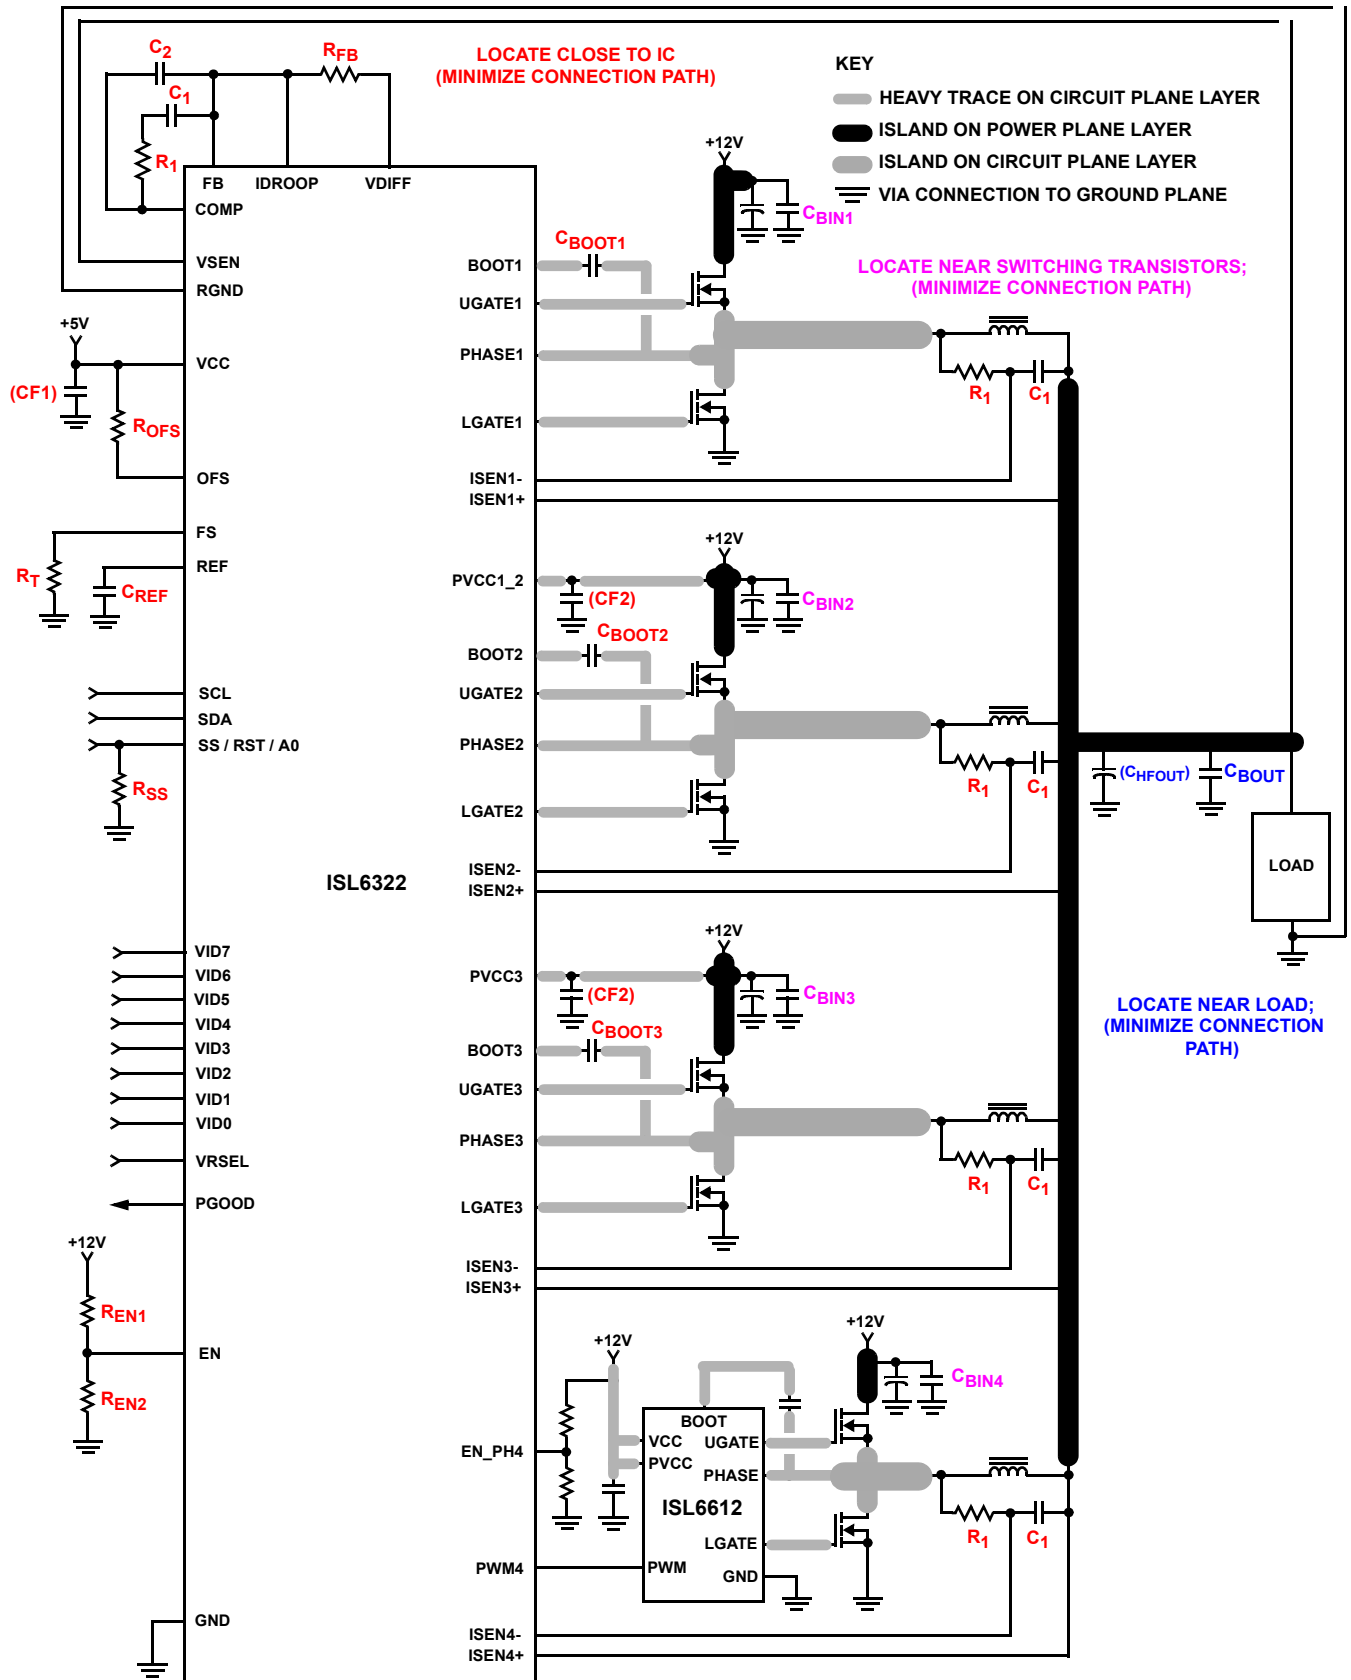 C2
RFB
LOCATE CLOSE TO IC
(MINIMIZE CONNECTION PATH)
C1
R1
FB
IDROOP
VDIFF
COMP
VSEN
RGND
+5V
VCC
(CF1)
ROFS
OFS
FS
REF
RT
CREF
SCL
SDA
SS / RST / A0
RSS
ISL6322
VID7
VID6
VID5
VID4
VID3
VID2
VID1
VID0
VRSEL
PGOOD
+12V
REN1
EN
REN2
GND
KEY
HEAVY TRACE ON CIRCUIT PLANE LAYER
ISLAND ON POWER PLANE LAYER
ISLAND ON CIRCUIT PLANE LAYER
VIA CONNECTION TO GROUND PLANE
+12V
CBIN1
CBOOT1
BOOT1
UGATE1
PHASE1
LGATE1
ISEN1-
ISEN1+
LOCATE NEAR SWITCHING TRANSISTORS;
(MINIMIZE CONNECTION PATH)
R1
C1
+12V
PVCC1_2
(CF2)
CBIN2
CBOOT2
BOOT2
UGATE2
PHASE2
LGATE2
R1
C1
ISEN2-
ISEN2+
(CHFOUT)
CBOUT
LOAD
+12V
PVCC3
(CF2)
CBIN3
CBOOT3
BOOT3
UGATE3
PHASE3
LGATE3
R1
C1
ISEN3-
ISEN3+
LOCATE NEAR LOAD;
(MINIMIZE CONNECTION
PATH)
+12V
+12V
CBIN4
BOOT
VCC
UGATE
PVCC
PHASE
EN_PH4
ISL6612
LGATE
PWM4
PWM
GND
R1
C1
ISEN4-
ISEN4+